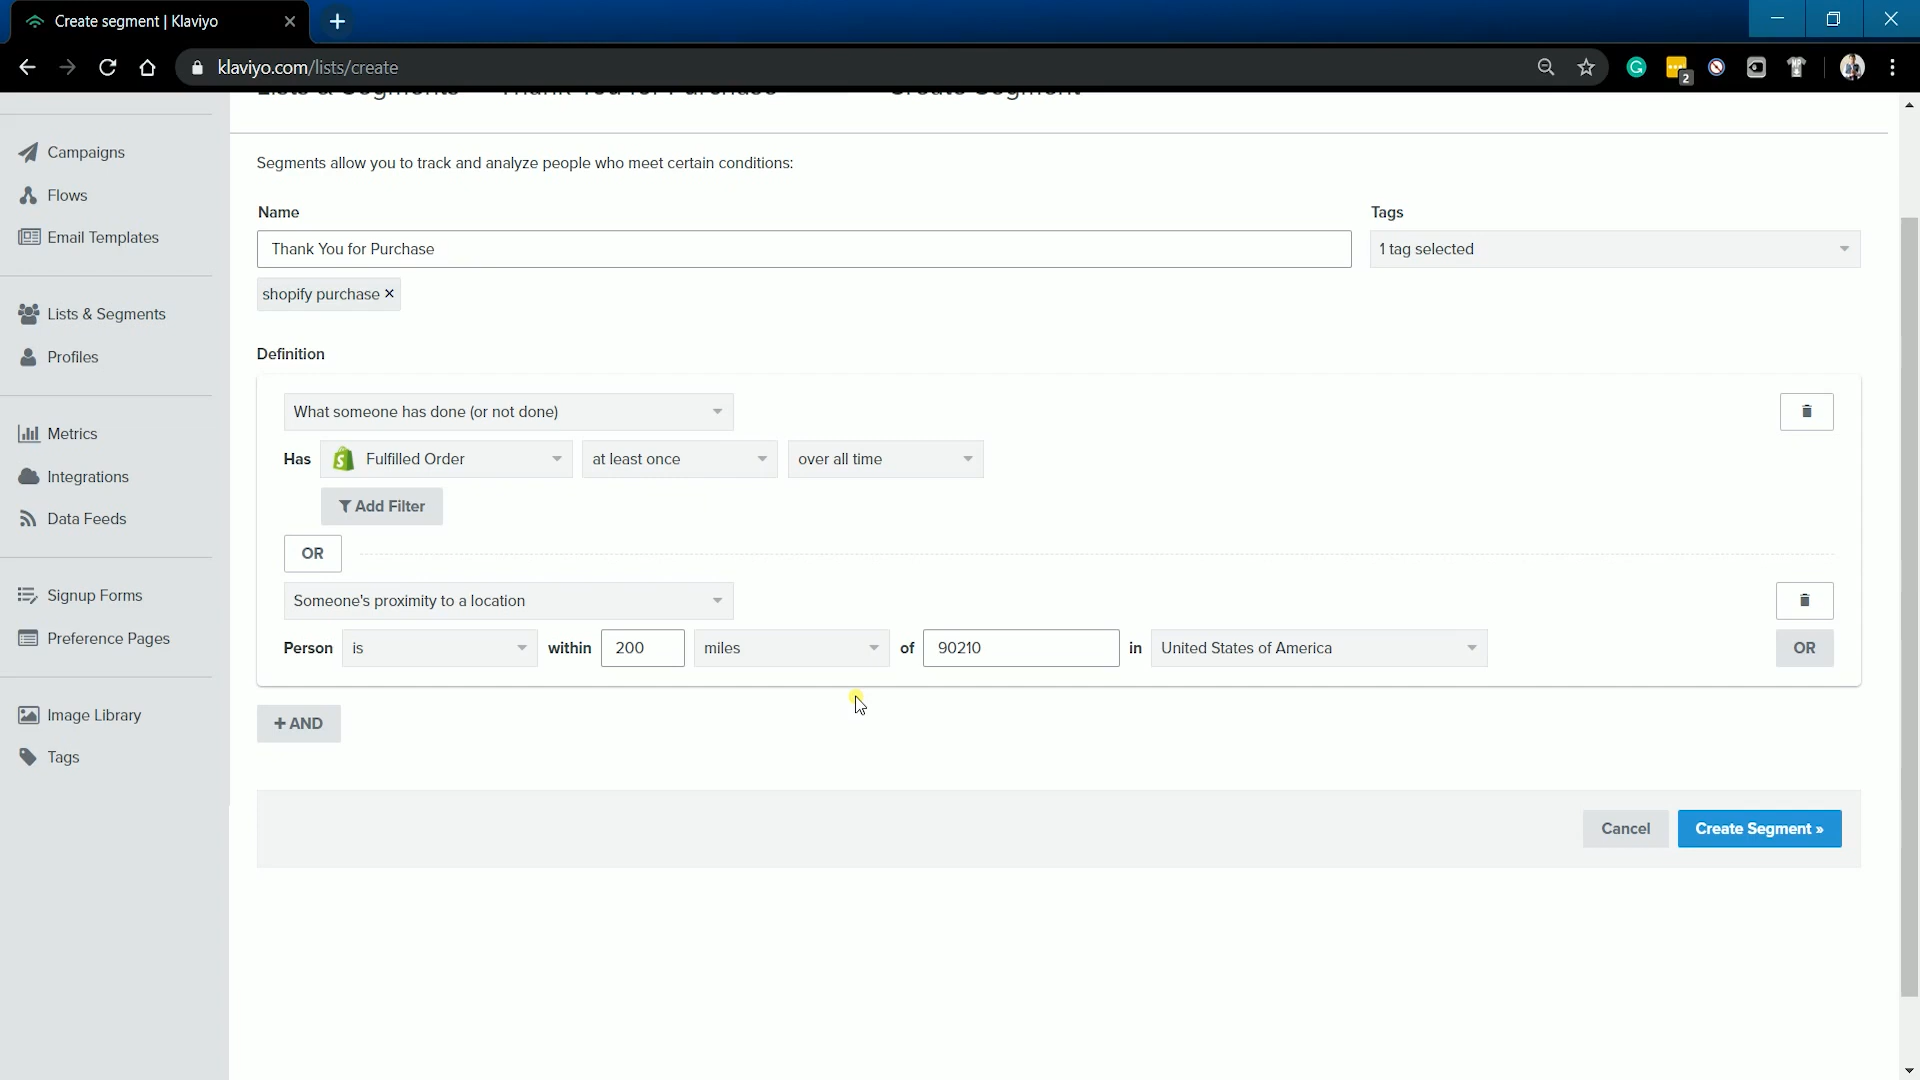 Create segment | Klaviyo
klaviyo.com/lists/create
2
Campaigns
Flows
Email Templates
Lists & Segments
Profiles
Metrics
Integrations
Data Feeds
Signup Forms
Preference Pages
Image Library
Tags
Lists & Segments Thank You for Purchase Create Segment
Segments allow you to track and analyze people who meet certain conditions:
Name
Thank You for Purchase
Tags
1 tag selected
shopify purchase ×
Definition
What someone has done (or not done)
Has Fulfilled Order at least once over all time
Add Filter
OR
Someone's proximity to a location
Person is within 200 miles of 90210 in United States of America OR
+ AND
Cancel Create Segment »